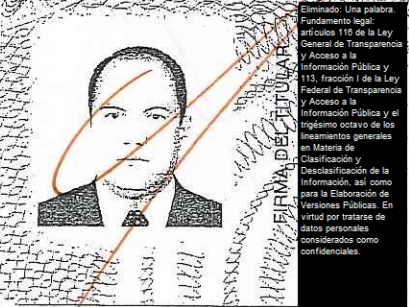 FIRMA DEL TITULAR
Eliminado: Una palabra.
Fundamento legal:
artículos 116 de la Ley
General de Transparencia
y Acceso a la
Información Pública y
113, fracción I de la Ley
Federal de Transparencia
y Acceso a la
Información Pública y el
trigésimo octavo de los
lineamientos generales
en Materia de
Clasificación y
Desclasificación de la
Información, así como
para la Elaboración de
Versiones Públicas. En
virtud por tratarse de
datos personales
considerados como
confidenciales.